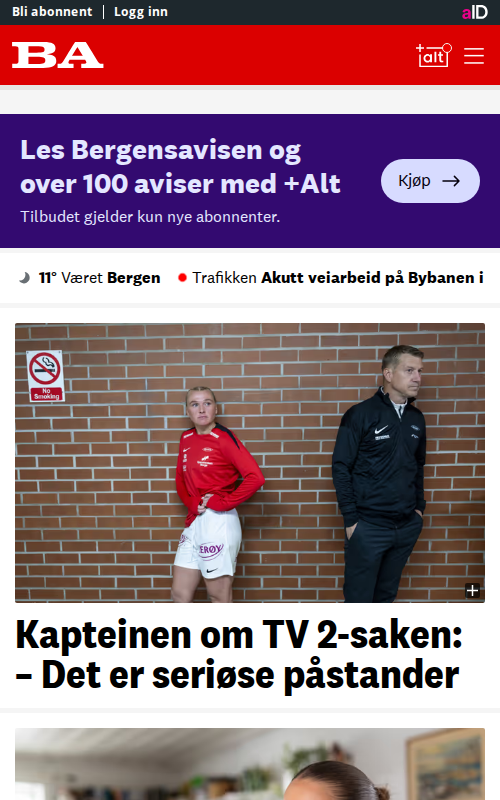 Bli abonnent
Logg inn
aID
BA
+alt
Les Bergensavisen og
over 100 aviser med +Alt
Tilbudet gjelder kun nye abonnenter.
Kjøp
11° Været Bergen
Trafikken Akutt veiarbeid på Bybanen i
No
Smoking
Kapteinen om TV 2-saken:
– Det er seriøse påstander